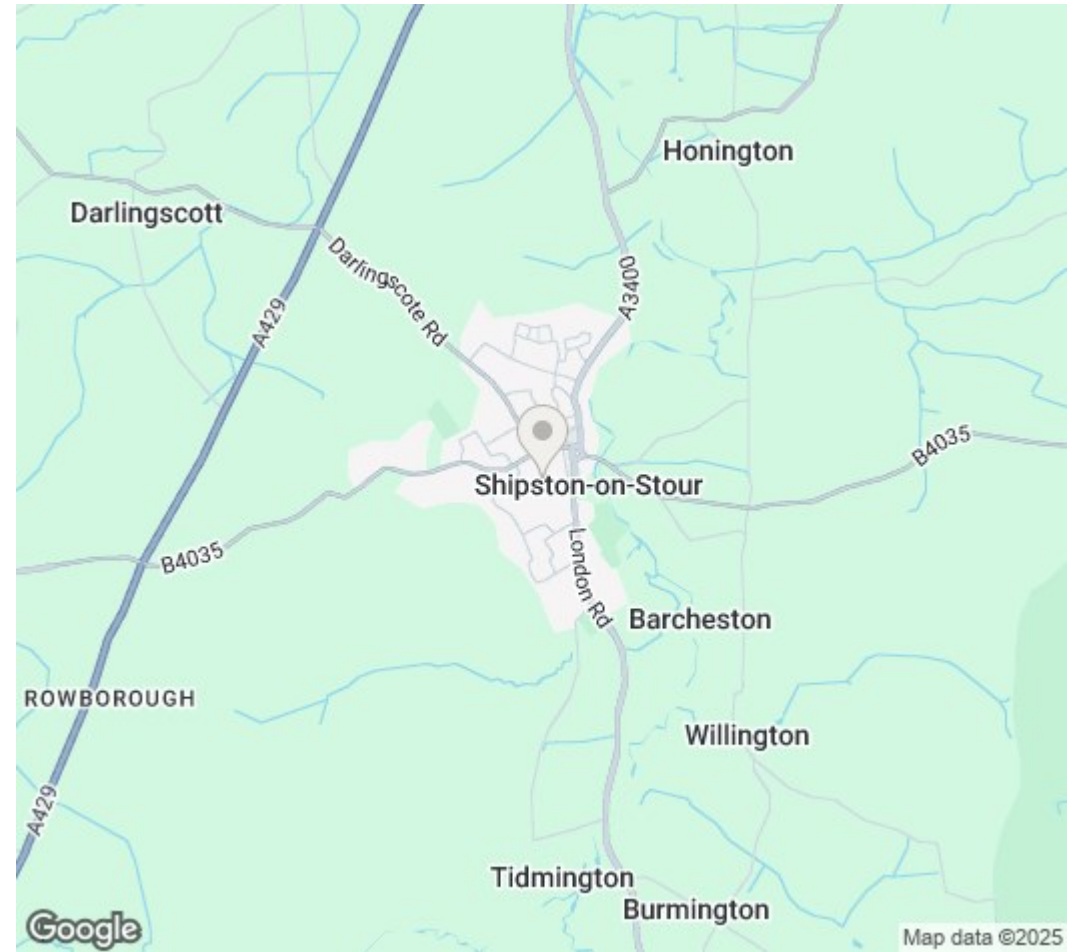 Honington
Darlingscott
Darlingscote Rd
A3400
A429
B4035
Shipston-on-Stour
B4035
London Rd
Barcheston
ROWBOROUGH
Willington
A429
Tidmington
Burmington
Google
Map data ©2025